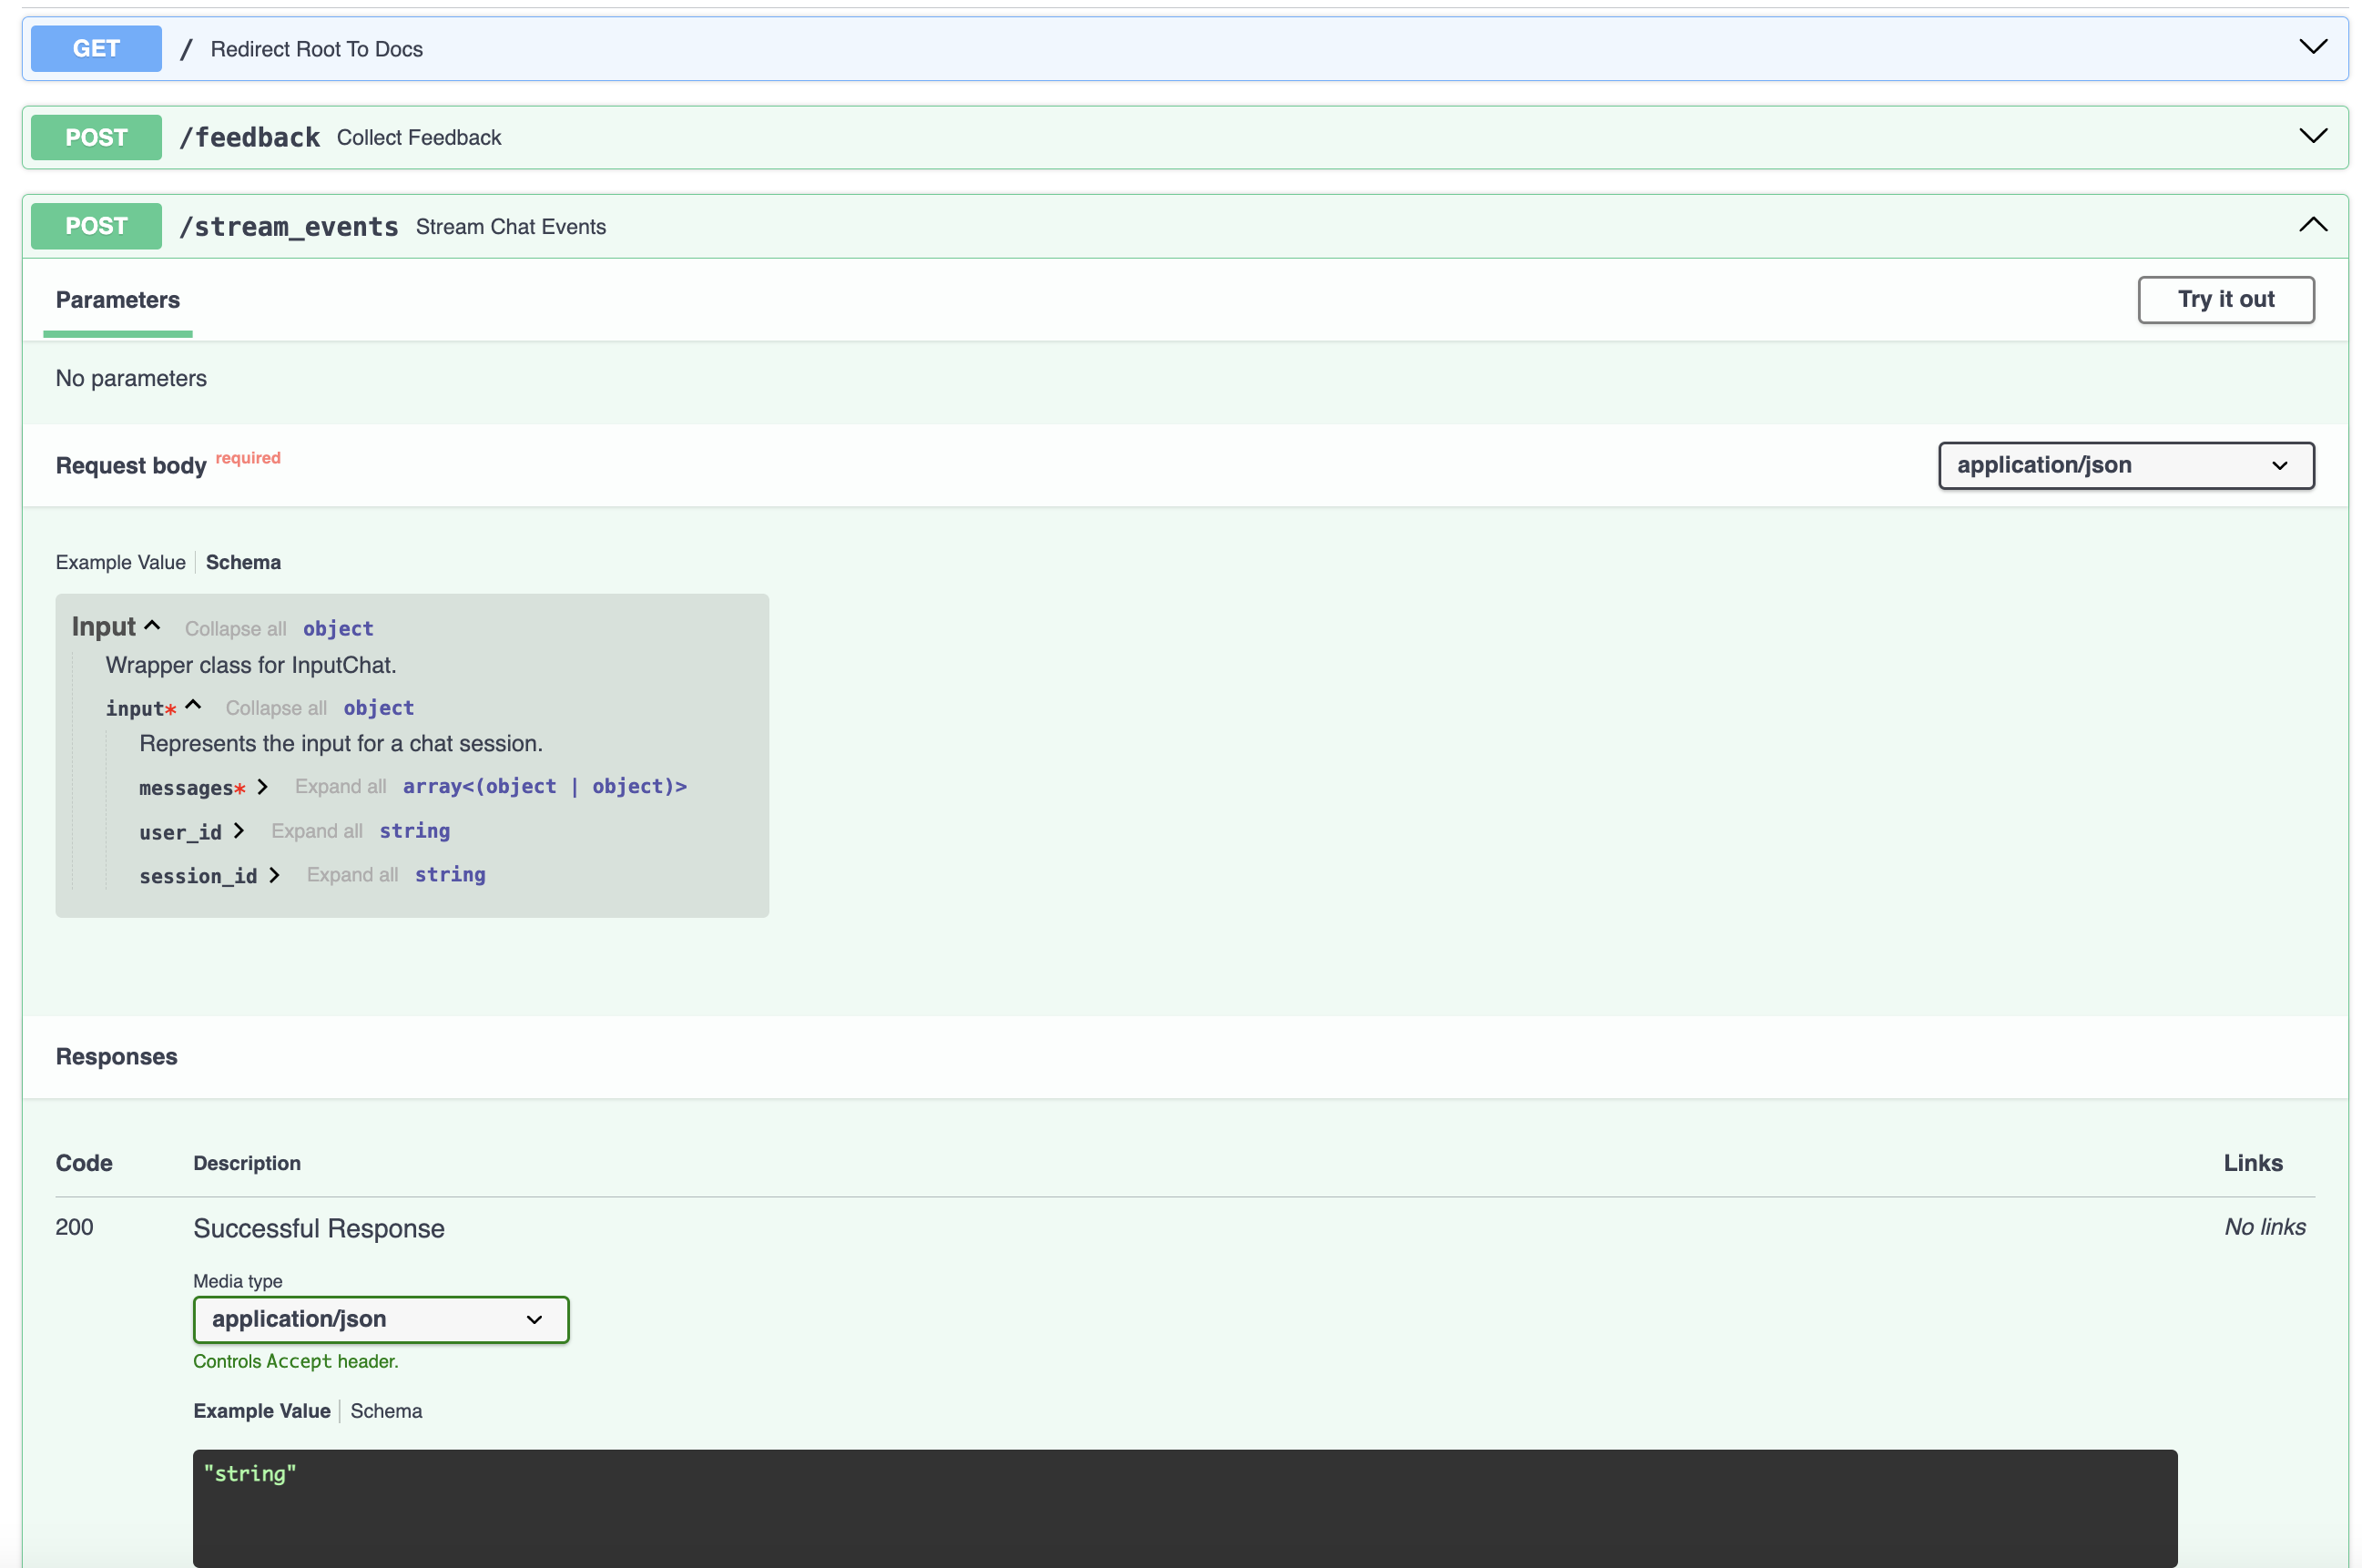 GET / Redirect Root To Docs
POST /feedback Collect Feedback
POST /stream_events Stream Chat Events
Parameters Try it out
No parameters
Request body required application/json
Example Value Schema
Input Collapse all object
Wrapper class for InputChat.
input* Collapse all object
Represents the input for a chat session.
messages* Expand all array<(object | object)>
user_id Expand all string
session_id Expand all string
Responses
Code Description Links
200 Successful Response No links
Media type
application/json
Controls Accept header.
Example Value Schema
"string"